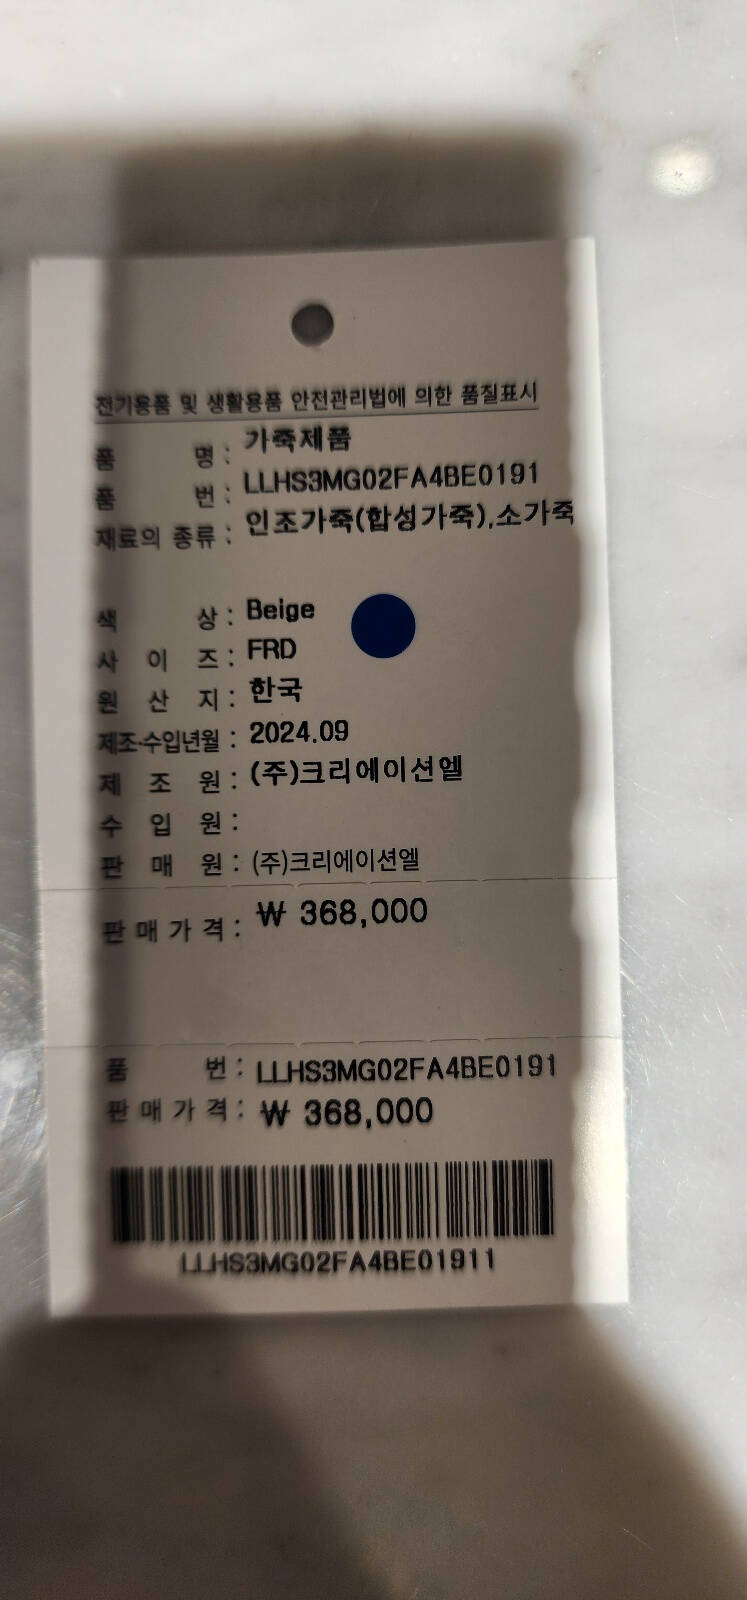 전기용품 및 생활용품 안전관리법에 의한 품질표시
품 명 : 가죽제품
품 번 : LLHS3MG02FA4BE0191
재료의 종류 : 인조가죽(합성가죽),소가죽
색 상 : Beige
사 이 즈 : FRD
원 산 지 : 한국
제조·수입년월 : 2024.09
제 조 원 : (주)크리에이션엘
수 입 원 :
판 매 원 : (주)크리에이션엘
판 매 가 격 : ₩ 368,000
품 번 : LLHS3MG02FA4BE0191
판 매 가 격 : ₩ 368,000
LLHS3MG02FA4BE01911